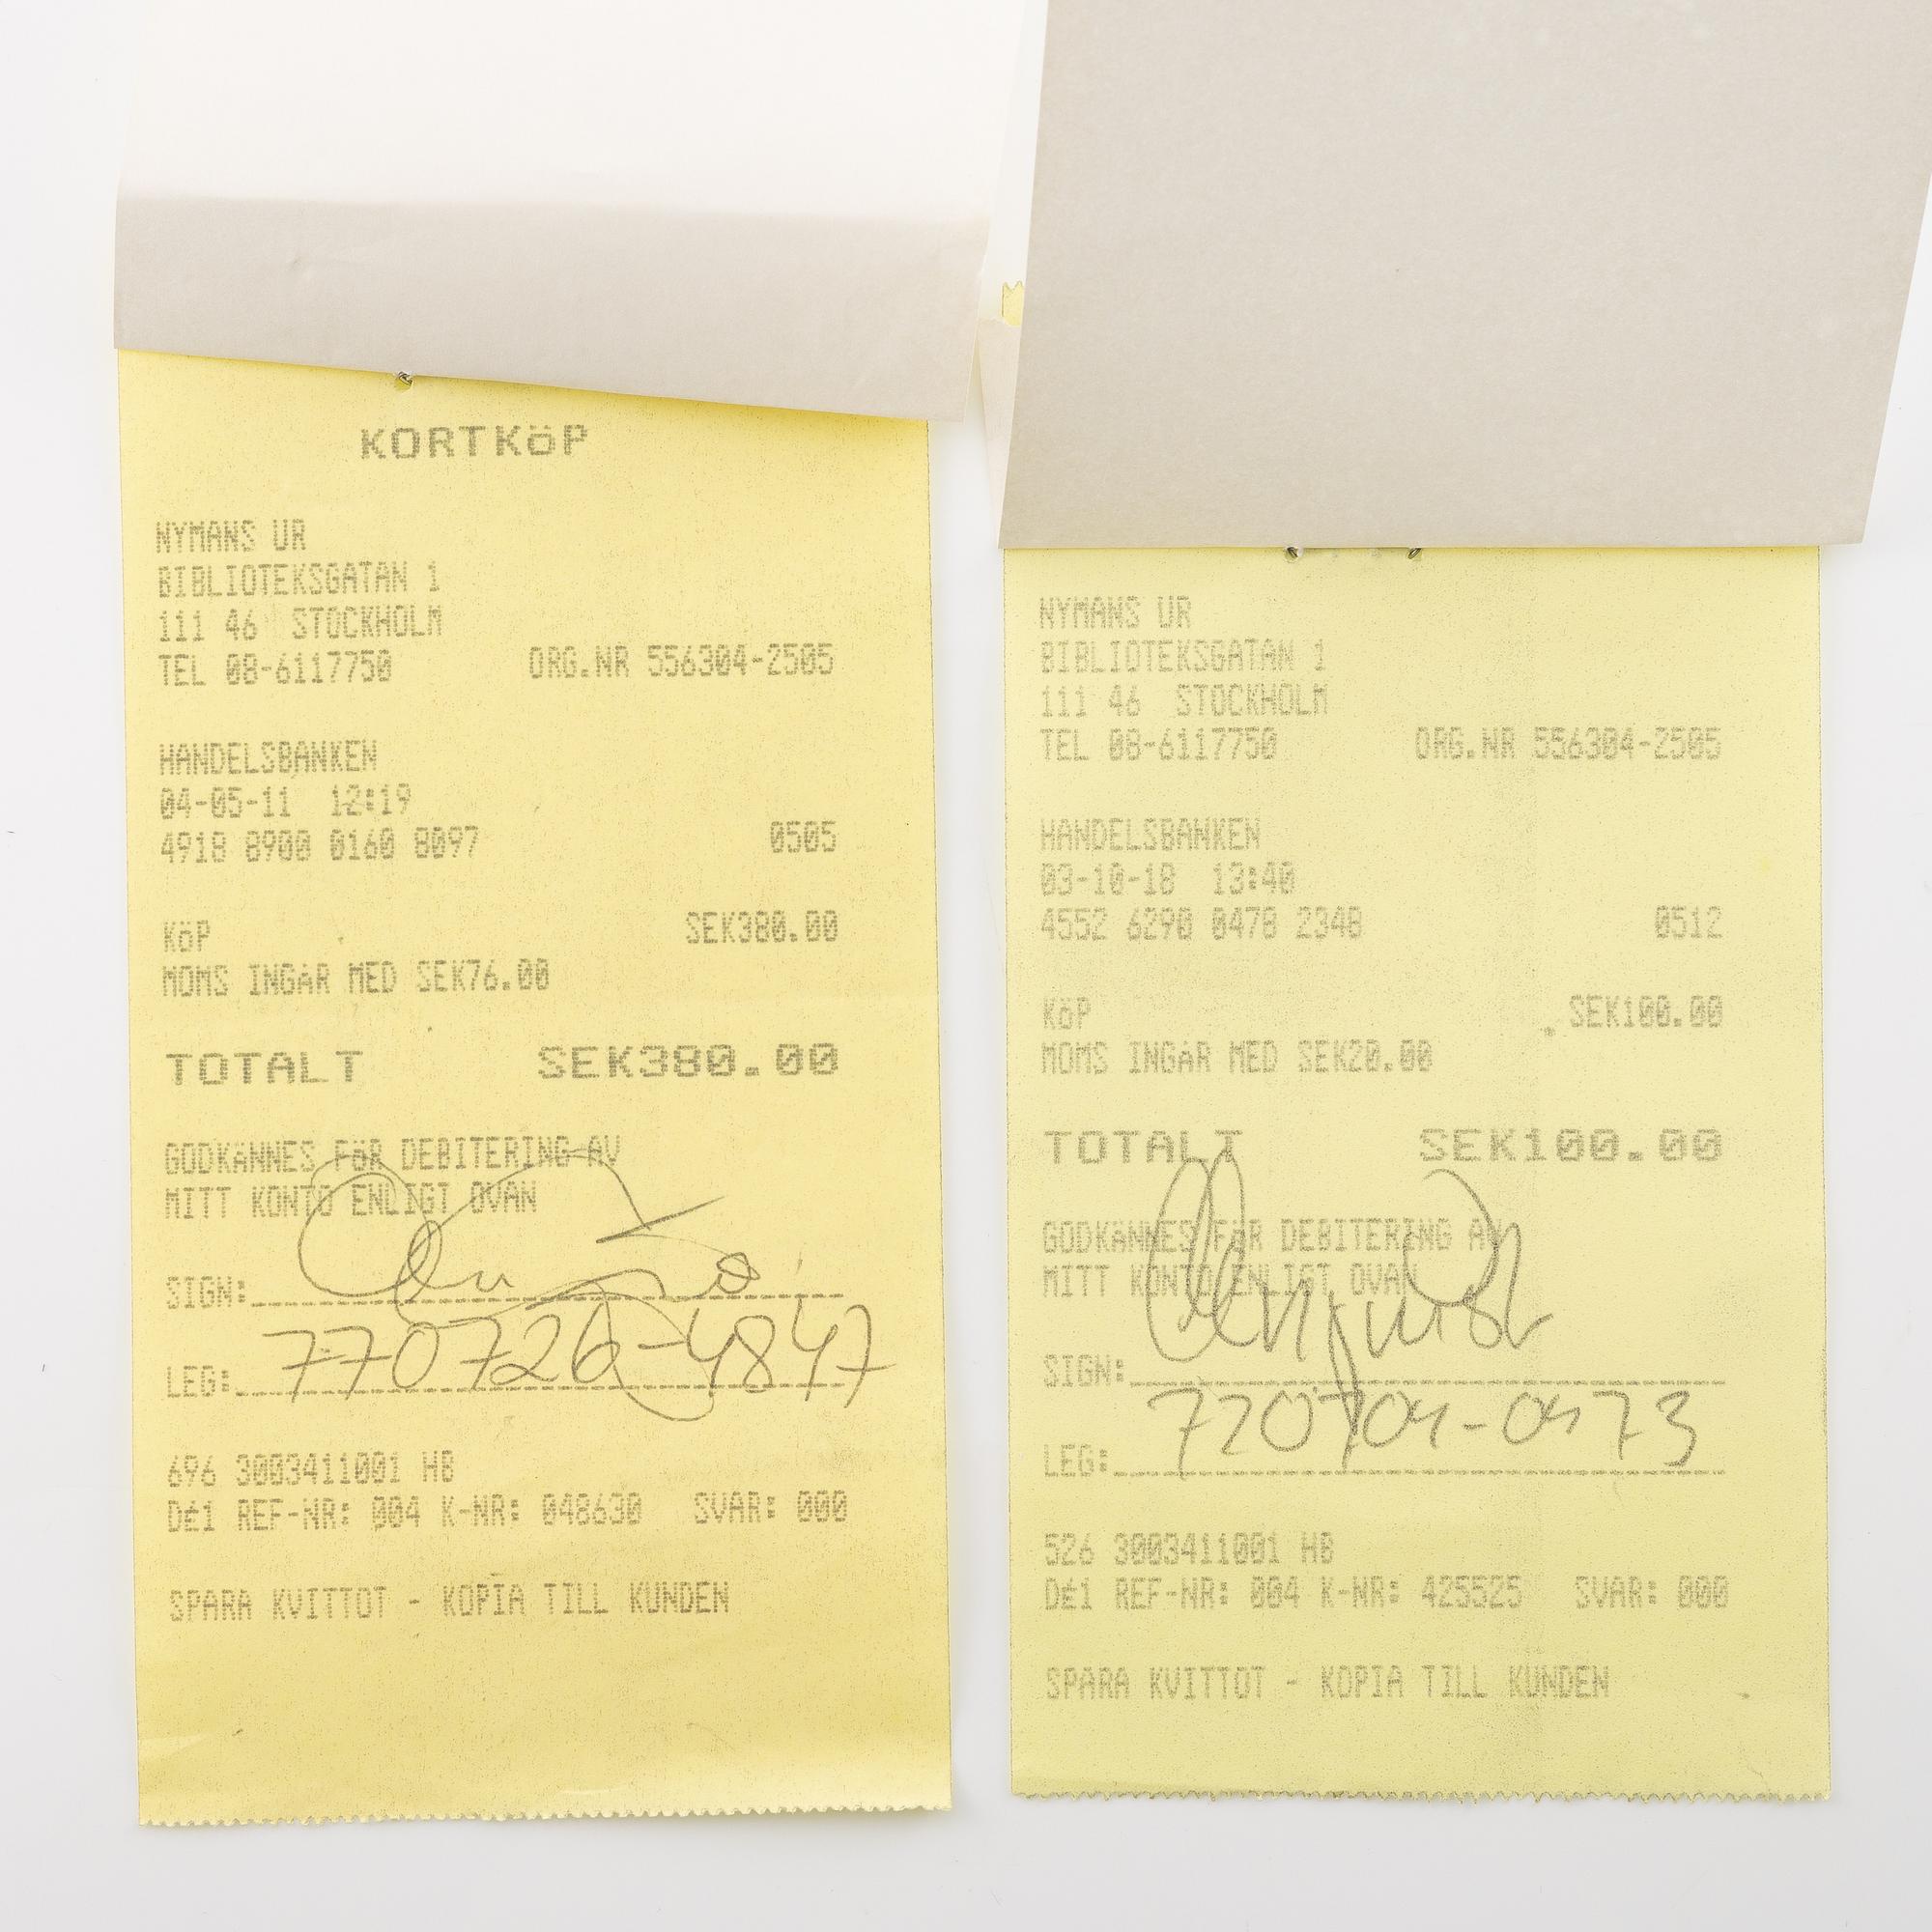 KORTKÖP
NYMANS UR
BIBLIOTEKSGATAN 1
111 46 STOCKHOLM
TEL 08-6117750 ORG.NR 556304-2505
HANDELSBANKEN
04-05-11 12:19
4918 8900 0160 8097 0505
KÖP SEK380.00
MOMS INGÅR MED SEK76.00
TOTALT SEK380.00
GODKÄNNES FÖR DEBITERING AV
MITT KONTO ENLIGT OVAN
SIGN:
LEG: 770726-4847
696 3003411001 HB
D61 REF-NR: 004 K-NR: 048630 SVAR: 000
SPARA KVITTOT - KOPIA TILL KUNDEN
NYMANS UR
BIBLIOTEKSGATAN 1
111 46 STOCKHOLM
TEL 08-6117750 ORG.NR 556304-2505
HANDELSBANKEN
03-10-18 13:40
4552 6290 0478 2348 0512
KÖP SEK100.00
MOMS INGÅR MED SEK20.00
TOTALT SEK100.00
GODKÄNNES FÖR DEBITERING AV
MITT KONTO ENLIGT OVAN
SIGN:
LEG:
526 3003411001 HB
D61 REF-NR: 004 K-NR: 425525 SVAR: 000
SPARA KVITTOT - KOPIA TILL KUNDEN